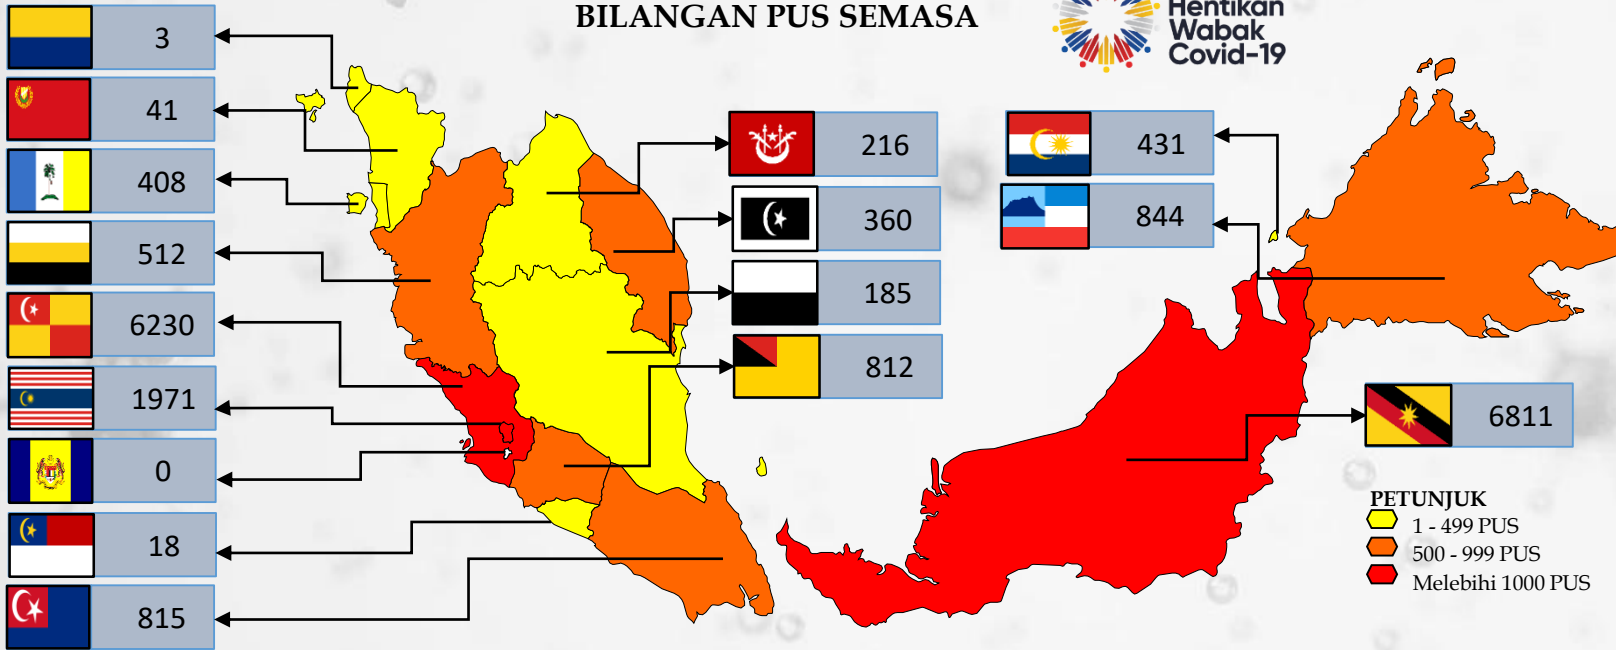 BILANGAN PUS SEMASA
Hentikan
Wabak
Covid-19
3
41
408
512
6230
1971
0
18
815
216
360
185
812
431
844
6811
PETUNJUK
1 - 499 PUS
500 - 999 PUS
Melebihi 1000 PUS